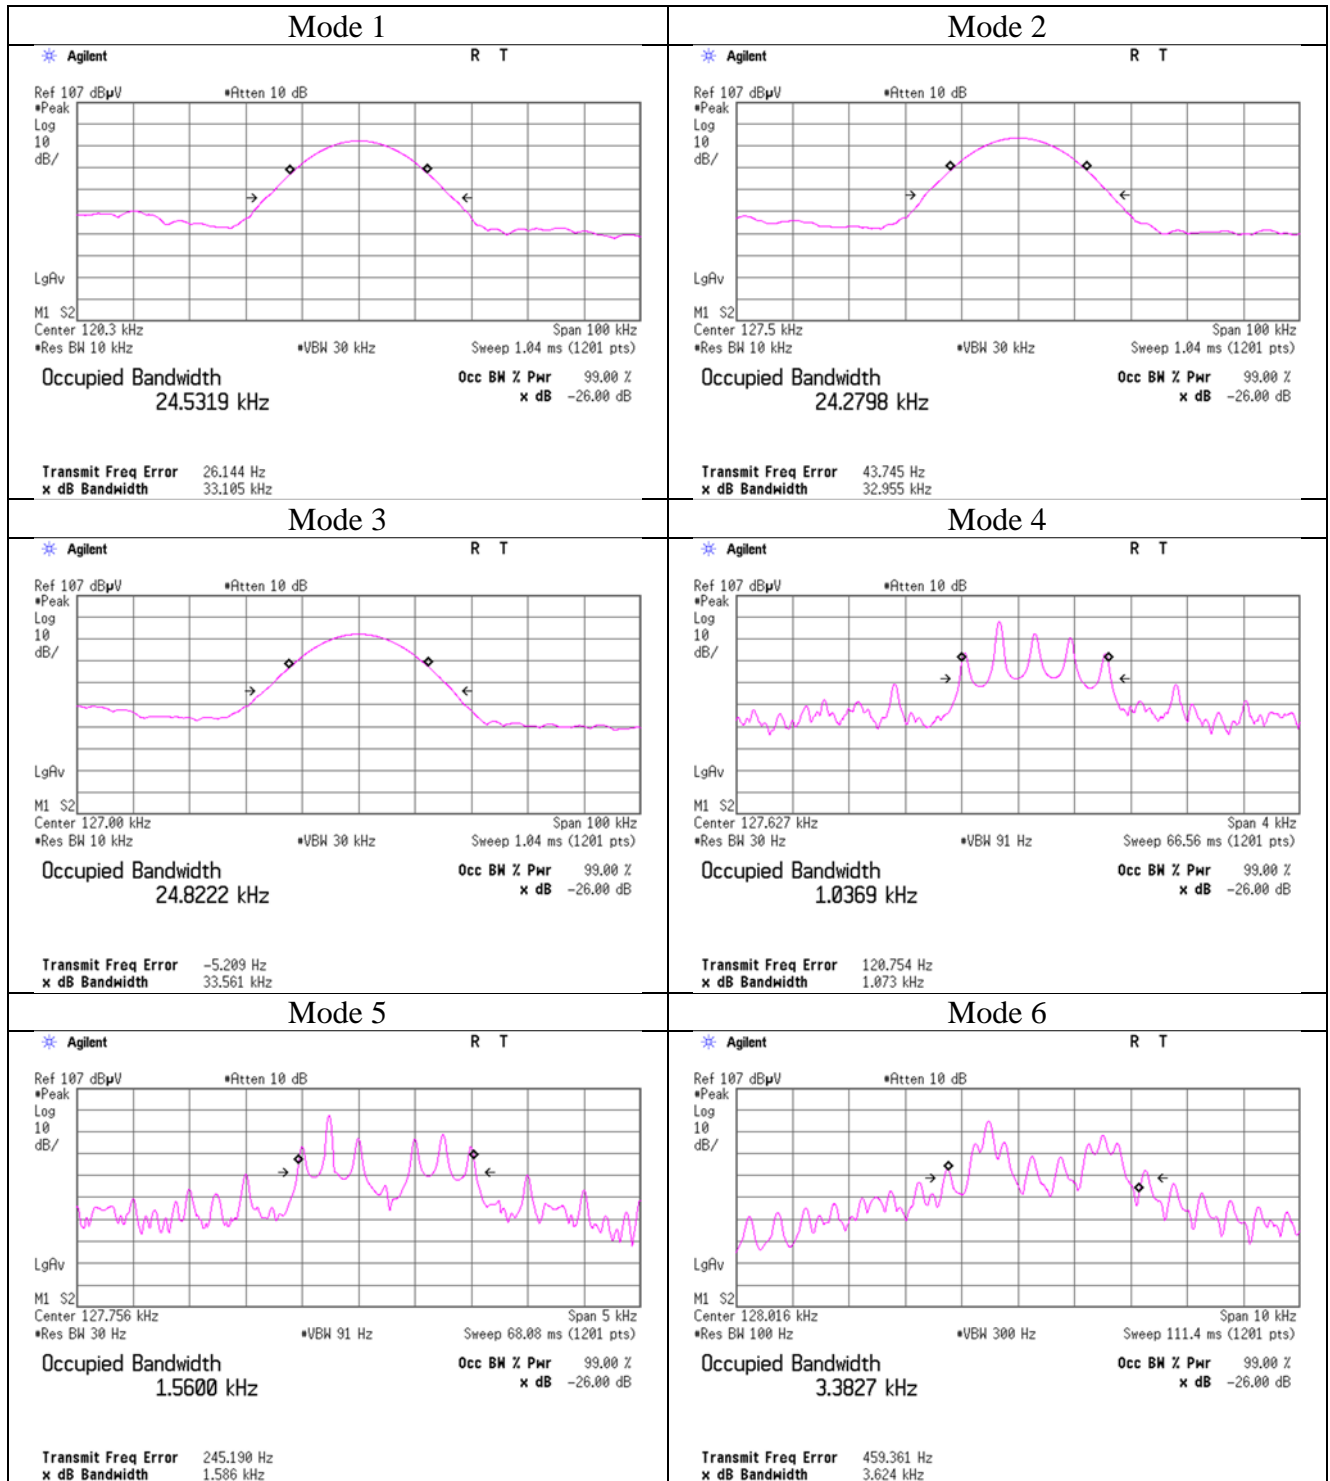 Mode 1
Agilent R T
Ref 107 dBµV *Atten 10 dB
*Peak
Log
10
dB/
LgAv
M1 S2
Center 120.3 kHz Span 100 kHz
*Res BW 10 kHz *VBW 30 kHz Sweep 1.04 ms (1201 pts)
Occupied Bandwidth Occ BW % Pwr 99.00 %
24.5319 kHz x dB -26.00 dB
Transmit Freq Error 26.144 Hz
x dB Bandwidth 33.105 kHz
Mode 2
Agilent R T
Ref 107 dBµV *Atten 10 dB
*Peak
Log
10
dB/
LgAv
M1 S2
Center 127.5 kHz Span 100 kHz
*Res BW 10 kHz *VBW 30 kHz Sweep 1.04 ms (1201 pts)
Occupied Bandwidth Occ BW % Pwr 99.00 %
24.2798 kHz x dB -26.00 dB
Transmit Freq Error 43.745 Hz
x dB Bandwidth 32.955 kHz
Mode 3
Agilent R T
Ref 107 dBµV *Atten 10 dB
*Peak
Log
10
dB/
LgAv
M1 S2
Center 127.00 kHz Span 100 kHz
*Res BW 10 kHz *VBW 30 kHz Sweep 1.04 ms (1201 pts)
Occupied Bandwidth Occ BW % Pwr 99.00 %
24.8222 kHz x dB -26.00 dB
Transmit Freq Error -5.209 Hz
x dB Bandwidth 33.561 kHz
Mode 4
Agilent R T
Ref 107 dBµV *Atten 10 dB
*Peak
Log
10
dB/
LgAv
M1 S2
Center 127.627 kHz Span 4 kHz
*Res BW 30 Hz *VBW 91 Hz Sweep 66.56 ms (1201 pts)
Occupied Bandwidth Occ BW % Pwr 99.00 %
1.0369 kHz x dB -26.00 dB
Transmit Freq Error 120.754 Hz
x dB Bandwidth 1.073 kHz
Mode 5
Agilent R T
Ref 107 dBµV *Atten 10 dB
*Peak
Log
10
dB/
LgAv
M1 S2
Center 127.756 kHz Span 5 kHz
*Res BW 30 Hz *VBW 91 Hz Sweep 68.08 ms (1201 pts)
Occupied Bandwidth Occ BW % Pwr 99.00 %
1.5600 kHz x dB -26.00 dB
Transmit Freq Error 245.190 Hz
x dB Bandwidth 1.586 kHz
Mode 6
Agilent R T
Ref 107 dBµV *Atten 10 dB
*Peak
Log
10
dB/
LgAv
M1 S2
Center 128.016 kHz Span 10 kHz
*Res BW 100 Hz *VBW 300 Hz Sweep 111.4 ms (1201 pts)
Occupied Bandwidth Occ BW % Pwr 99.00 %
3.3827 kHz x dB -26.00 dB
Transmit Freq Error 459.361 Hz
x dB Bandwidth 3.624 kHz